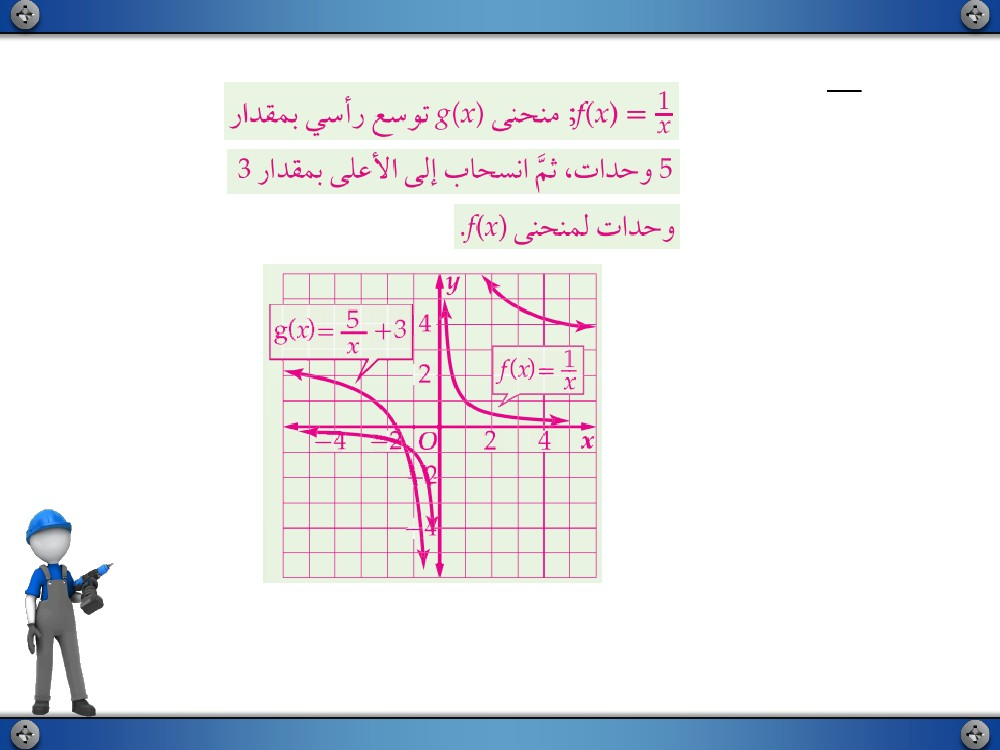 f(x) = 1/x; منحنى g(x) توسع رأسي بمقدار
5 وحدات، ثمَّ انسحاب إلى الأعلى بمقدار 3
وحدات لمنحنى f(x).
y
g(x)= 5/x +3
4
2
f(x)= 1/x
−4 −2 O 2 4 x
−2
−4